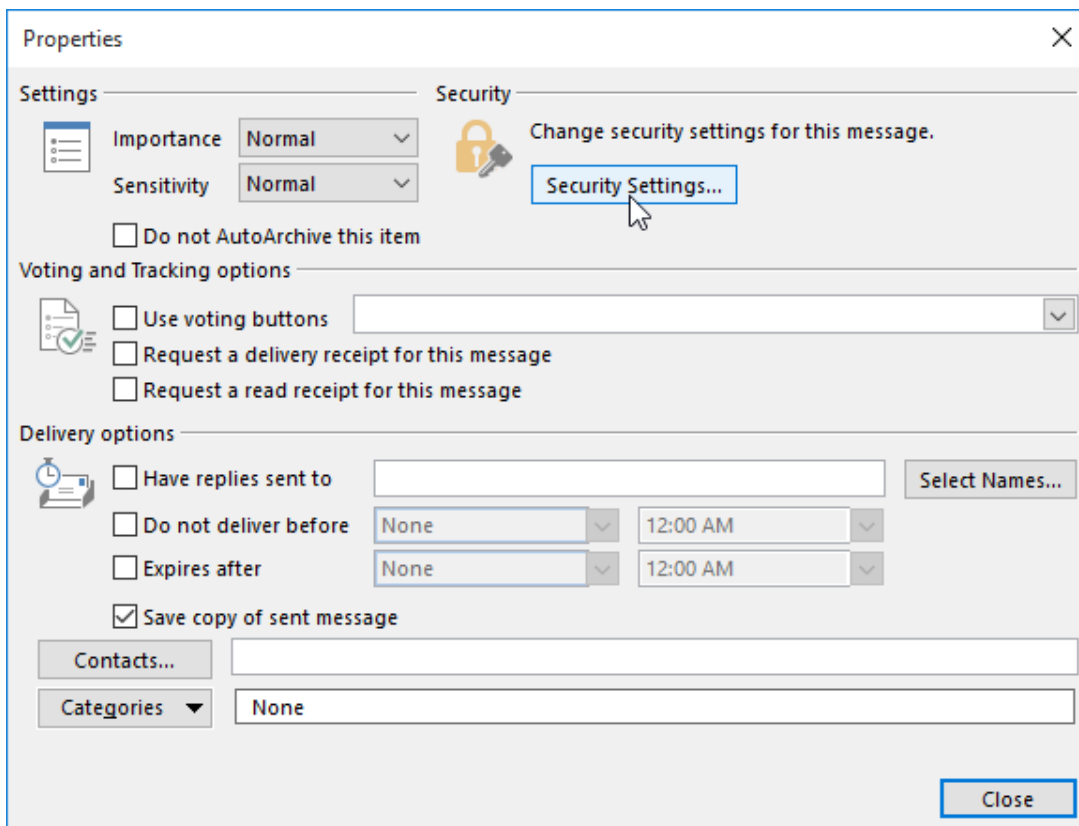 Properties
Settings
Security
Importance Normal
Change security settings for this message.
Sensitivity Normal
Security Settings...
Do not AutoArchive this item
Voting and Tracking options
Use voting buttons
Request a delivery receipt for this message
Request a read receipt for this message
Delivery options
Have replies sent to
Select Names...
Do not deliver before None 12:00 AM
Expires after None 12:00 AM
Save copy of sent message
Contacts...
Categories None
Close